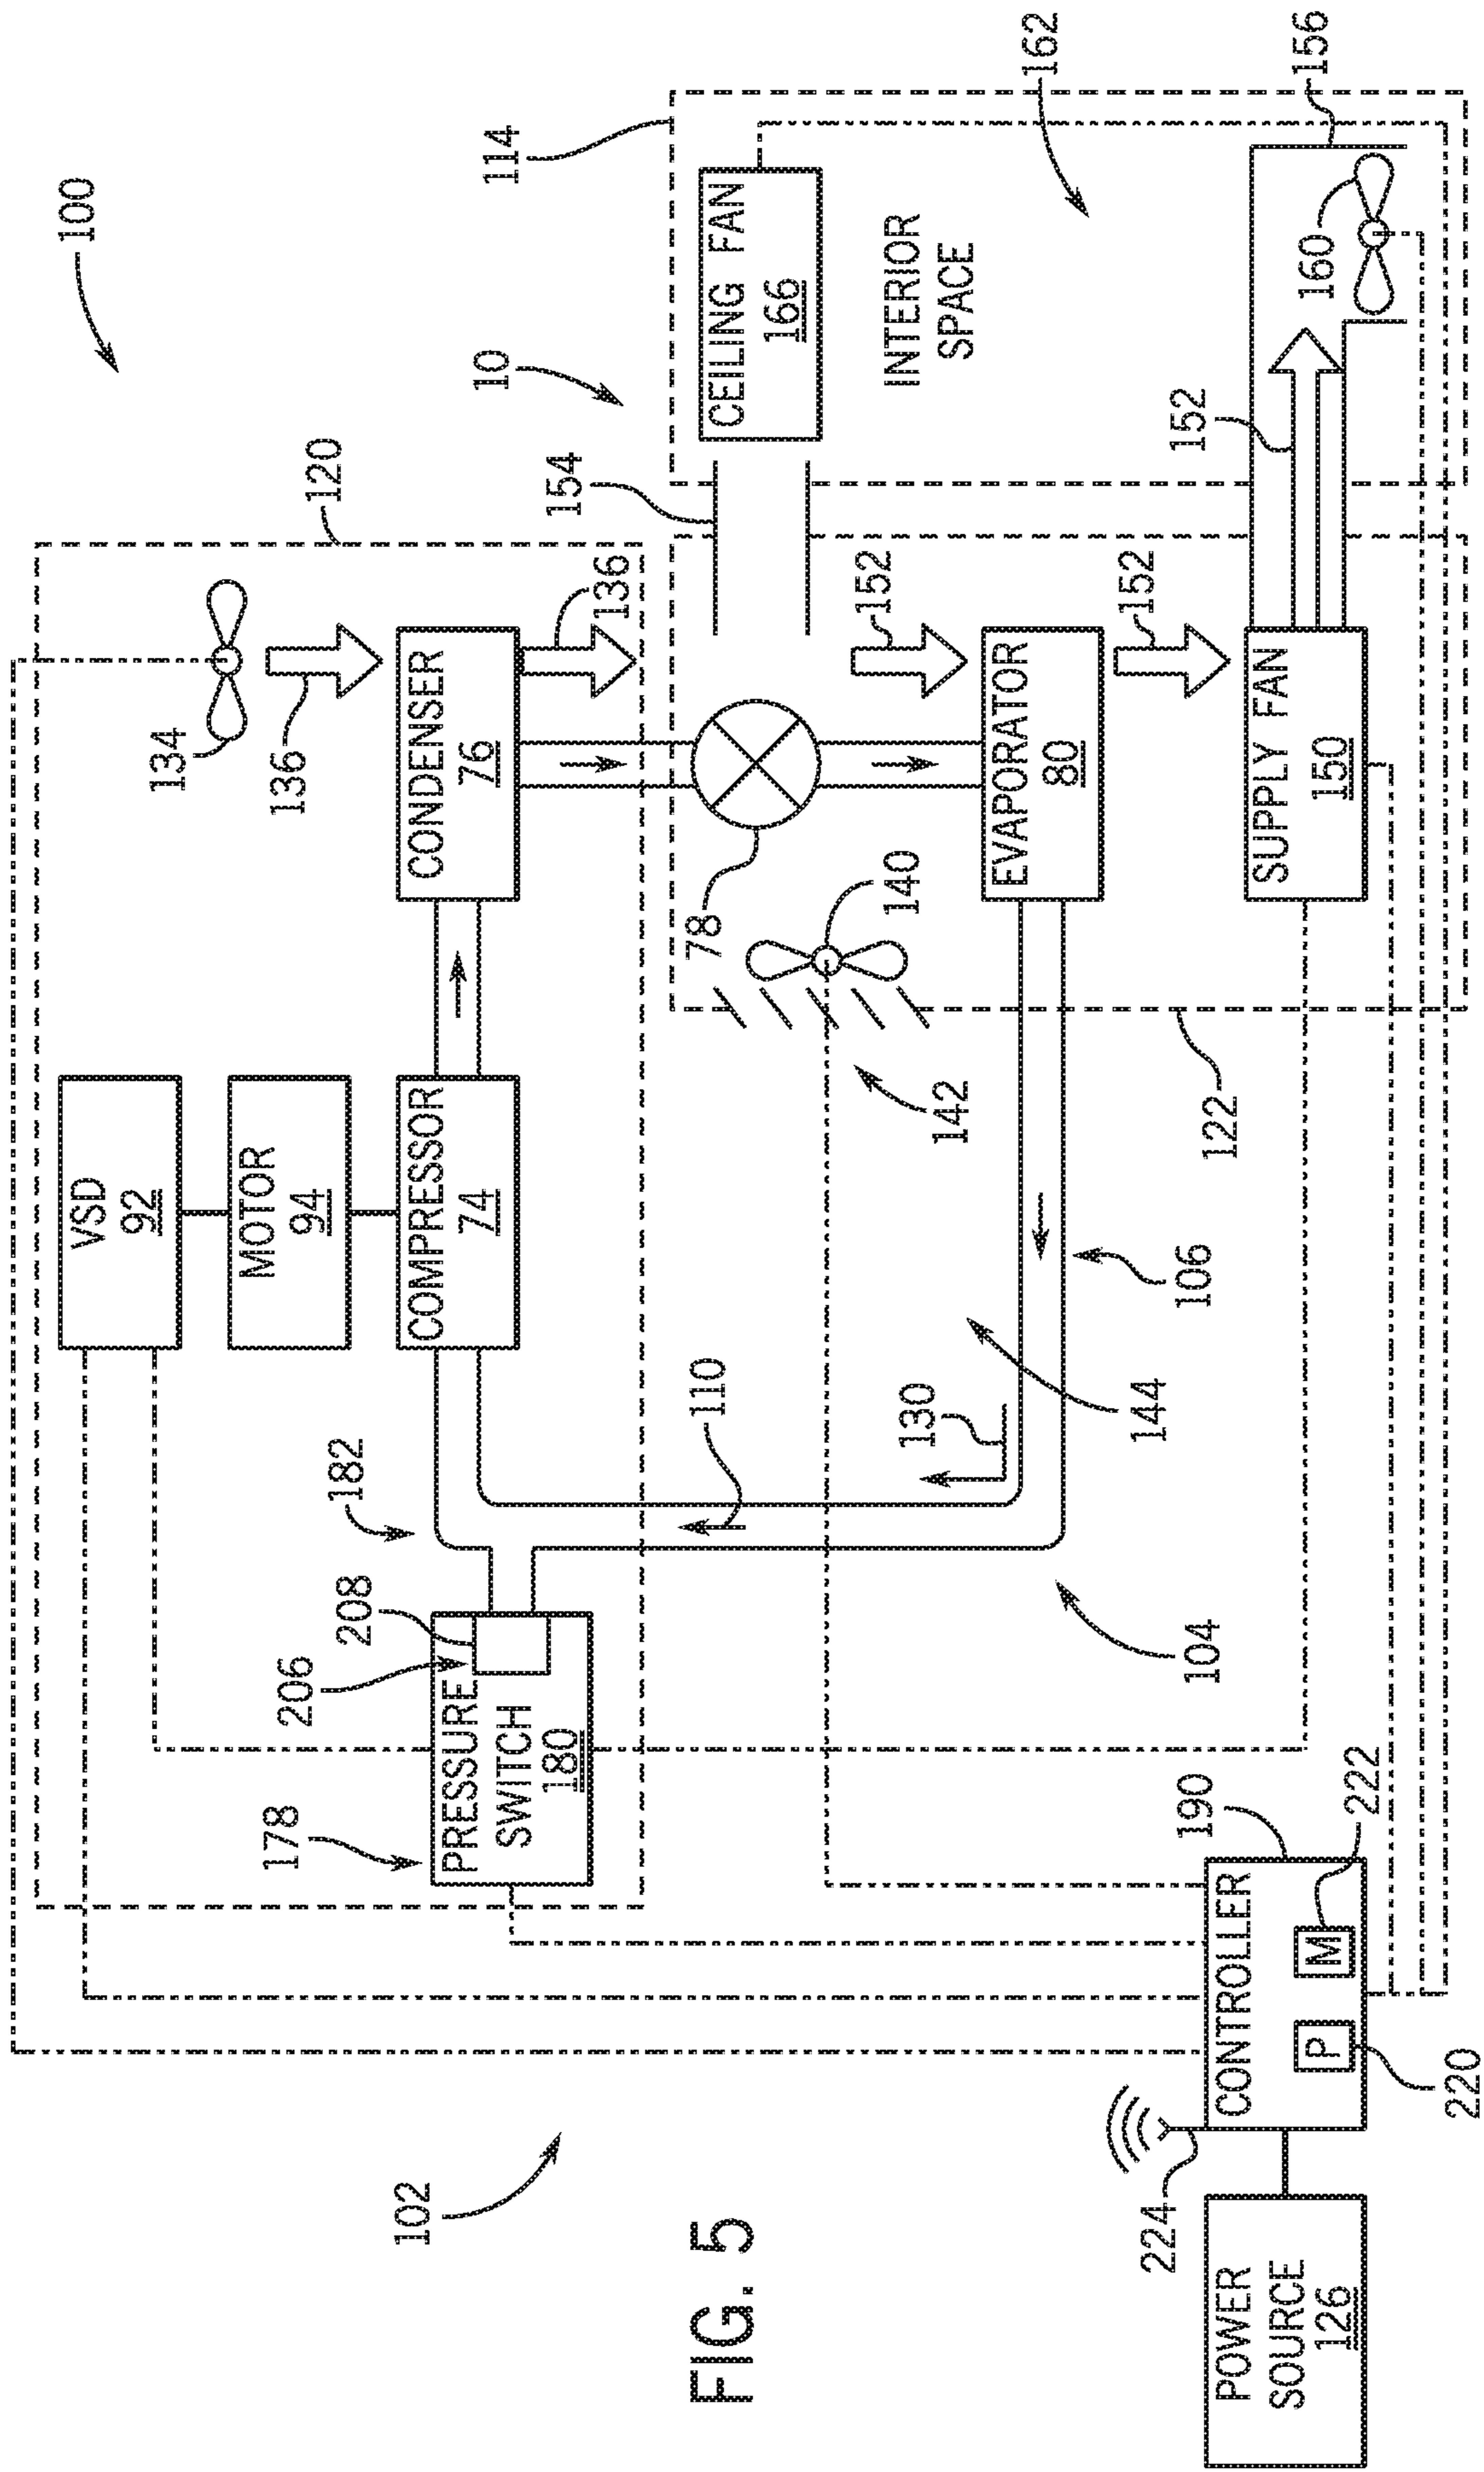 100
VSD
92
134
MOTOR
94
178
136
206
120
208
182
102
COMPRESSOR
74
CONDENSER
76
PRESSURE
SWITCH
180
10
114
154
136
110
78
FIG. 5
CEILING FAN
166
152
130
140
INTERIOR
SPACE
142
EVAPORATOR
80
162
152
144
224
106
152
190
104
122
POWER
SOURCE
126
CONTROLLER
P
M
SUPPLY FAN
150
160
156
222
220